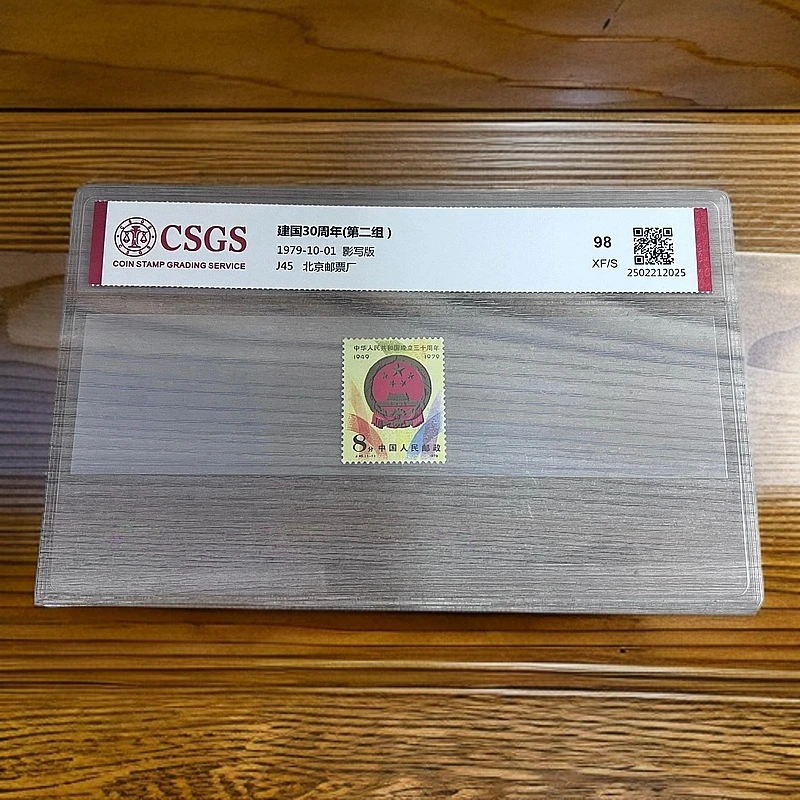 CSGS
COIN STAMP GRADING SERVICE
建国30周年(第二组)
1979-10-01 影写版
J45 北京邮票厂
98
XF/S
2502212025
中华人民共和国成立三十周年
1949 1979
8分 中国人民邮政